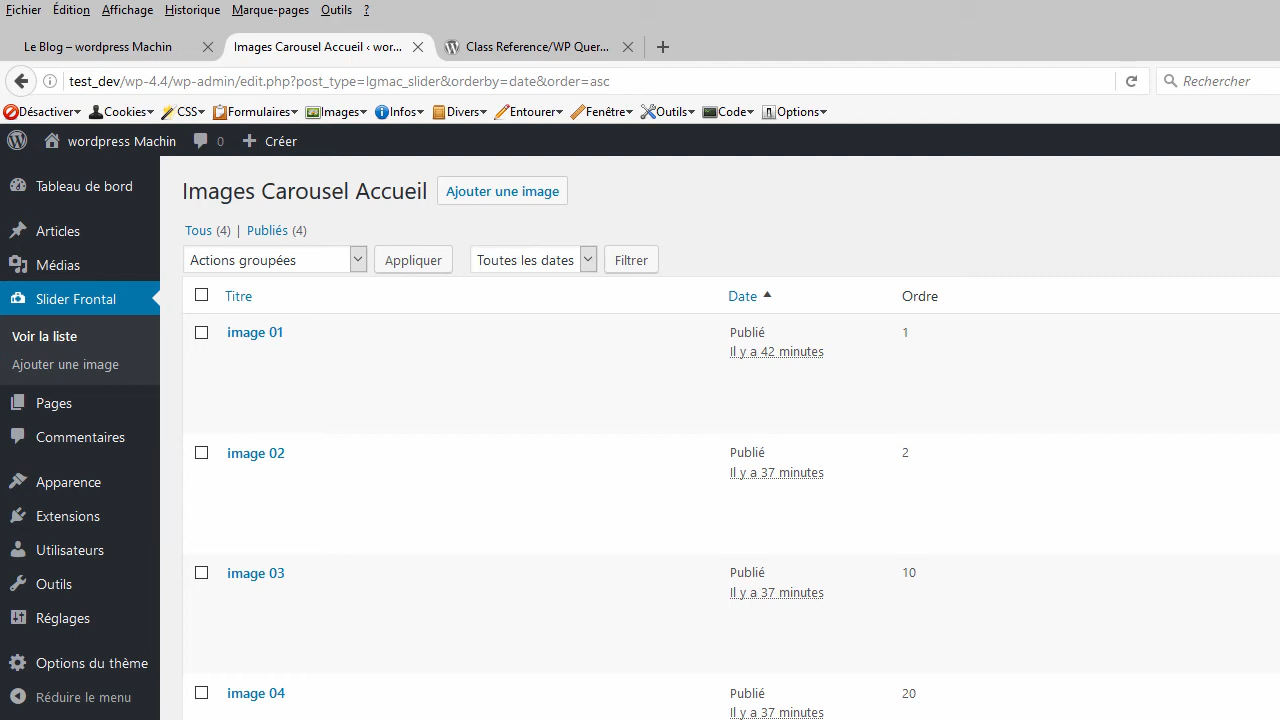 Fichier Édition Affichage Historique Marque-pages Outils ?
Le Blog – wordpress Machin
Images Carousel Accueil ‹ wor...
Class Reference/WP Quer...
test_dev/wp-4.4/wp-admin/edit.php?post_type=lgmac_slider&orderby=date&order=asc
Rechercher
Désactiver Cookies CSS Formulaires Images Infos Divers Entourer Fenêtre Outils Code Options
wordpress Machin 0 Créer
Tableau de bord
Articles
Médias
Slider Frontal
Voir la liste
Ajouter une image
Pages
Commentaires
Apparence
Extensions
Utilisateurs
Outils
Réglages
Options du thème
Réduire le menu
Images Carousel Accueil Ajouter une image
Tous (4) | Publiés (4)
Actions groupées Appliquer Toutes les dates Filtrer
Titre Date Ordre
image 01 Publié 1
Il y a 42 minutes
image 02 Publié 2
Il y a 37 minutes
image 03 Publié 10
Il y a 37 minutes
image 04 Publié 20
Il y a 37 minutes